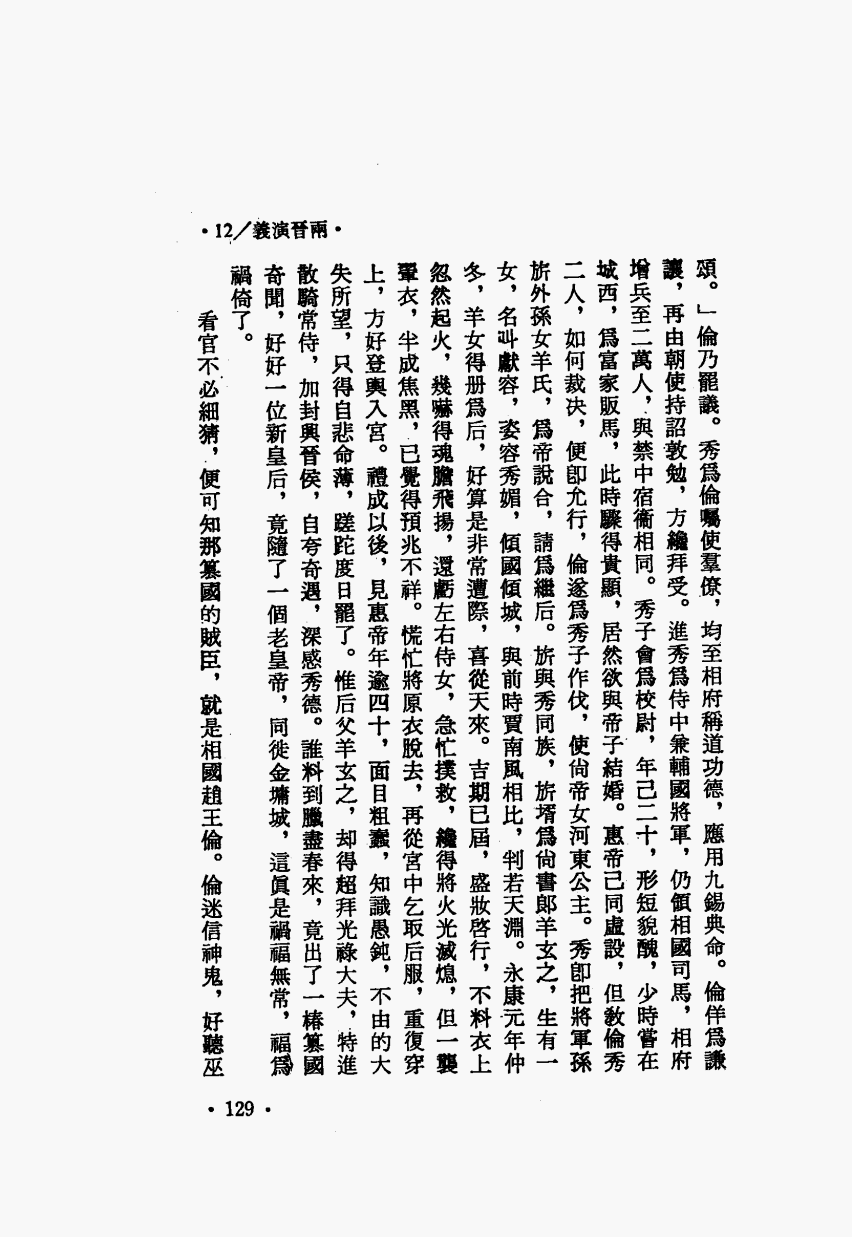 ·12／義演晉兩·
頌。」倫乃罷議。秀爲倫囑使羣僚，均至相府稱道功德，應用九錫典命。倫佯爲謙
讓，再由朝使持詔敦勉，方纔拜受。進秀爲侍中兼輔國將軍，仍領相國司馬，相府
增兵至二萬人，與禁中宿衞相同。秀子會爲校尉，年已二十，形短貌醜，少時嘗在
城西，爲富家販馬，此時驟得貴顯，居然欲與帝子結婚。惠帝已同虛設，但敎倫秀
二人，如何裁決，便卽允行，倫遂爲秀子作伐，使尙帝女河東公主。秀卽把將軍孫
旂外孫女羊氏，爲帝說合，請爲繼后。旂與秀同族，旂壻爲尙書郞羊玄之，生有一
女，名叫獻容，姿容秀媚，傾國傾城，與前時賈南風相比，判若天淵。永康元年仲
冬，羊女得册爲后，好算是非常遭際，喜從天來。吉期已屆，盛妝啓行，不料衣上
忽然起火，幾嚇得魂膽飛揚，還虧左右侍女，急忙撲救，纔得將火光滅熄，但一襲
翬衣，半成焦黑，已覺得預兆不祥。慌忙將原衣脫去，再從宮中乞取后服，重復穿
上，方好登輿入宮。禮成以後，見惠帝年逾四十，面目粗蠢，知識愚鈍，不由的大
失所望，只得自悲命薄，蹉跎度日罷了。惟后父羊玄之，却得超拜光祿大夫，特進
散騎常侍，加封興晉侯，自夸奇遇，深感秀德。誰料到臘盡春來，竟出了一樁篡國
奇聞，好好一位新皇后，竟隨了一個老皇帝，同徙金墉城，這眞是禍福無常，福爲
禍倚了。
看官不必細猜，便可知那篡國的賊臣，就是相國趙王倫。倫迷信神鬼，好聽巫
·129·